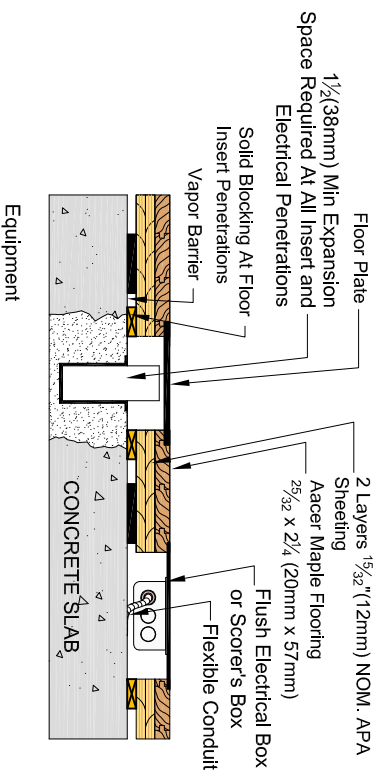 Floor Plate
1½(38mm) Min Expansion
Space Required At All Insert and
Electrical Penetrations
Solid Blocking At Floor
Insert Penetrations
Vapor Barrier
2 Layers 15/32"(12mm) NOM. APA
Sheeting
Aacer Maple Flooring
25/32 x 2¼ (20mm x 57mm)
Flush Electrical Box
or Scorer's Box
Flexible Conduit
CONCRETE SLAB
Equipment